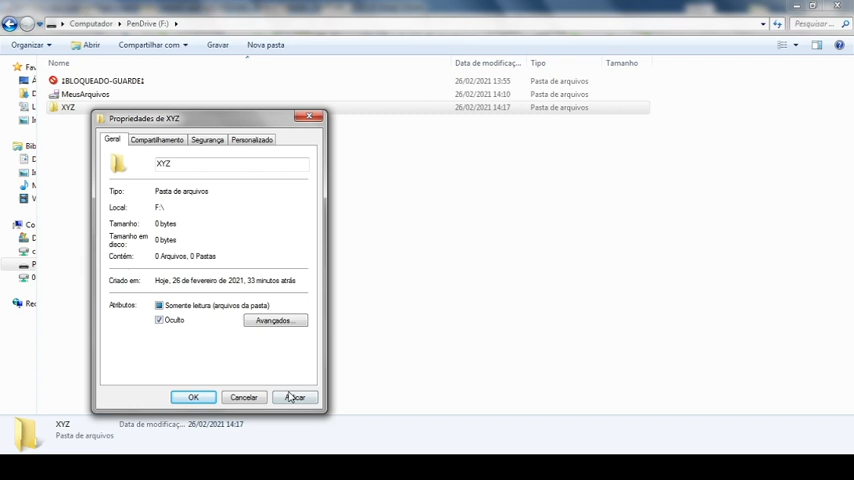 Computador ▸ PenDrive (F:) ▸
Pesquisar...
Organizar
Abrir
Compartilhar com
Gravar
Nova pasta
Nome
Data de modificaç...
Tipo
Tamanho
26/02/2021 13:55
Pasta de arquivos
MeusArquivos
26/02/2021 14:10
Pasta de arquivos
XYZ
26/02/2021 14:17
Pasta de arquivos
Propriedades de XYZ
Geral
Compartilhamento
Segurança
Personalizado
XYZ
Tipo:
Pasta de arquivos
Local:
F:\
Tamanho:
0 bytes
Tamanho em
disco:
0 bytes
Contém:
0 Arquivos, 0 Pastas
Criado em:
Hoje, 26 de fevereiro de 2021, 33 minutos atrás
Atributos:
Somente leitura (arquivos da pasta)
Oculto
Avançados...
OK
Cancelar
XYZ
Data de modificaç... 26/02/2021 14:17
Pasta de arquivos